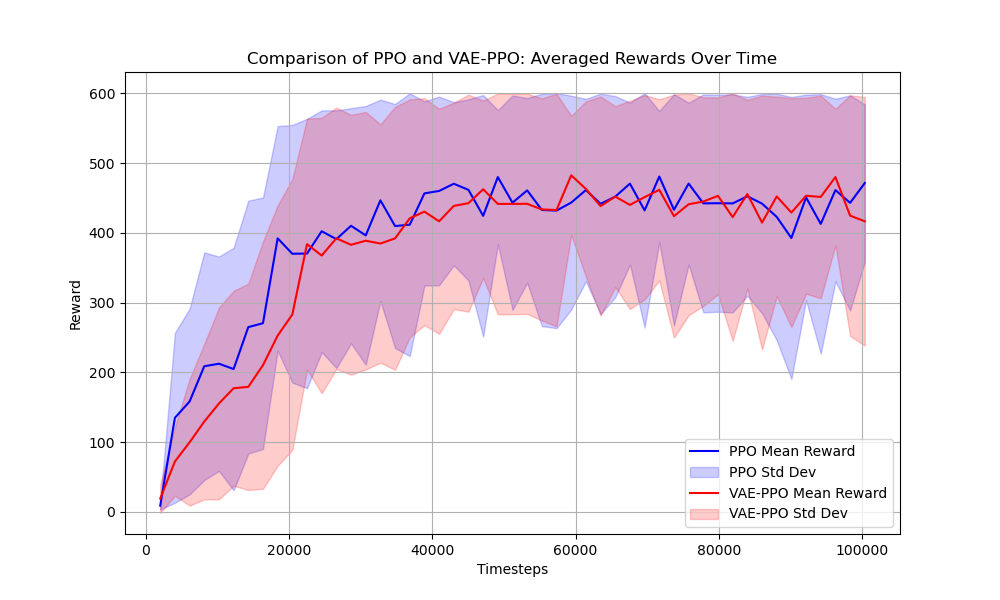 Comparison of PPO and VAE-PPO: Averaged Rewards Over Time
600
500
400
300
200
100
0
Reward
PPO Mean Reward
PPO Std Dev
VAE-PPO Mean Reward
VAE-PPO Std Dev
0 20000 40000 60000 80000 100000
Timesteps